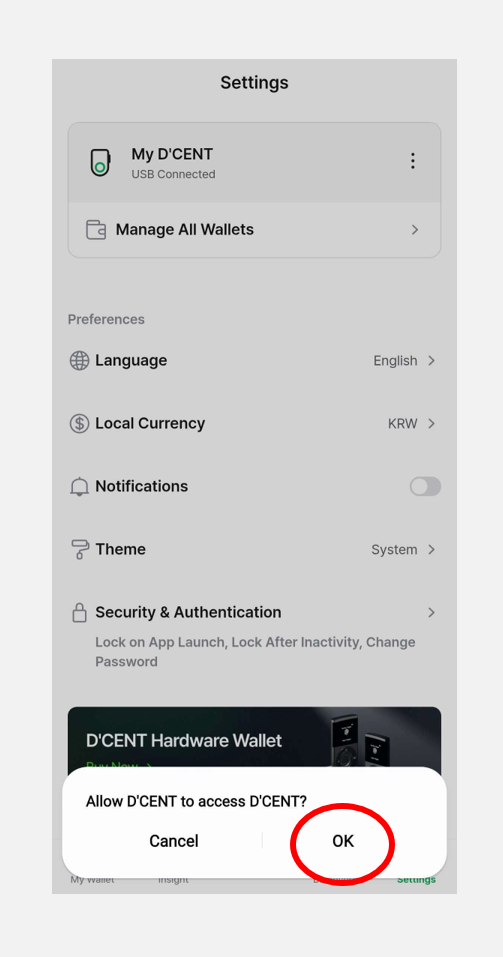 Settings
My D'CENT
USB Connected
Manage All Wallets
Preferences
Language
English
Local Currency
KRW
Notifications
Theme
System
Security & Authentication
Lock on App Launch, Lock After Inactivity, Change
Password
D'CENT Hardware Wallet
Buy Now
Allow D'CENT to access D'CENT?
Cancel
OK
My Wallet
Insight
Settings